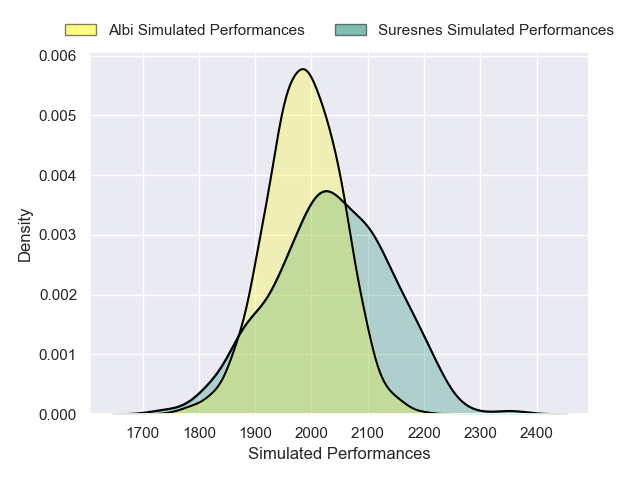 Albi Simulated Performances Suresnes Simulated Performances
0.006
0.005
0.004
0.003
0.002
0.001
0.000
Density
1700 1800 1900 2000 2100 2200 2300 2400
Simulated Performances